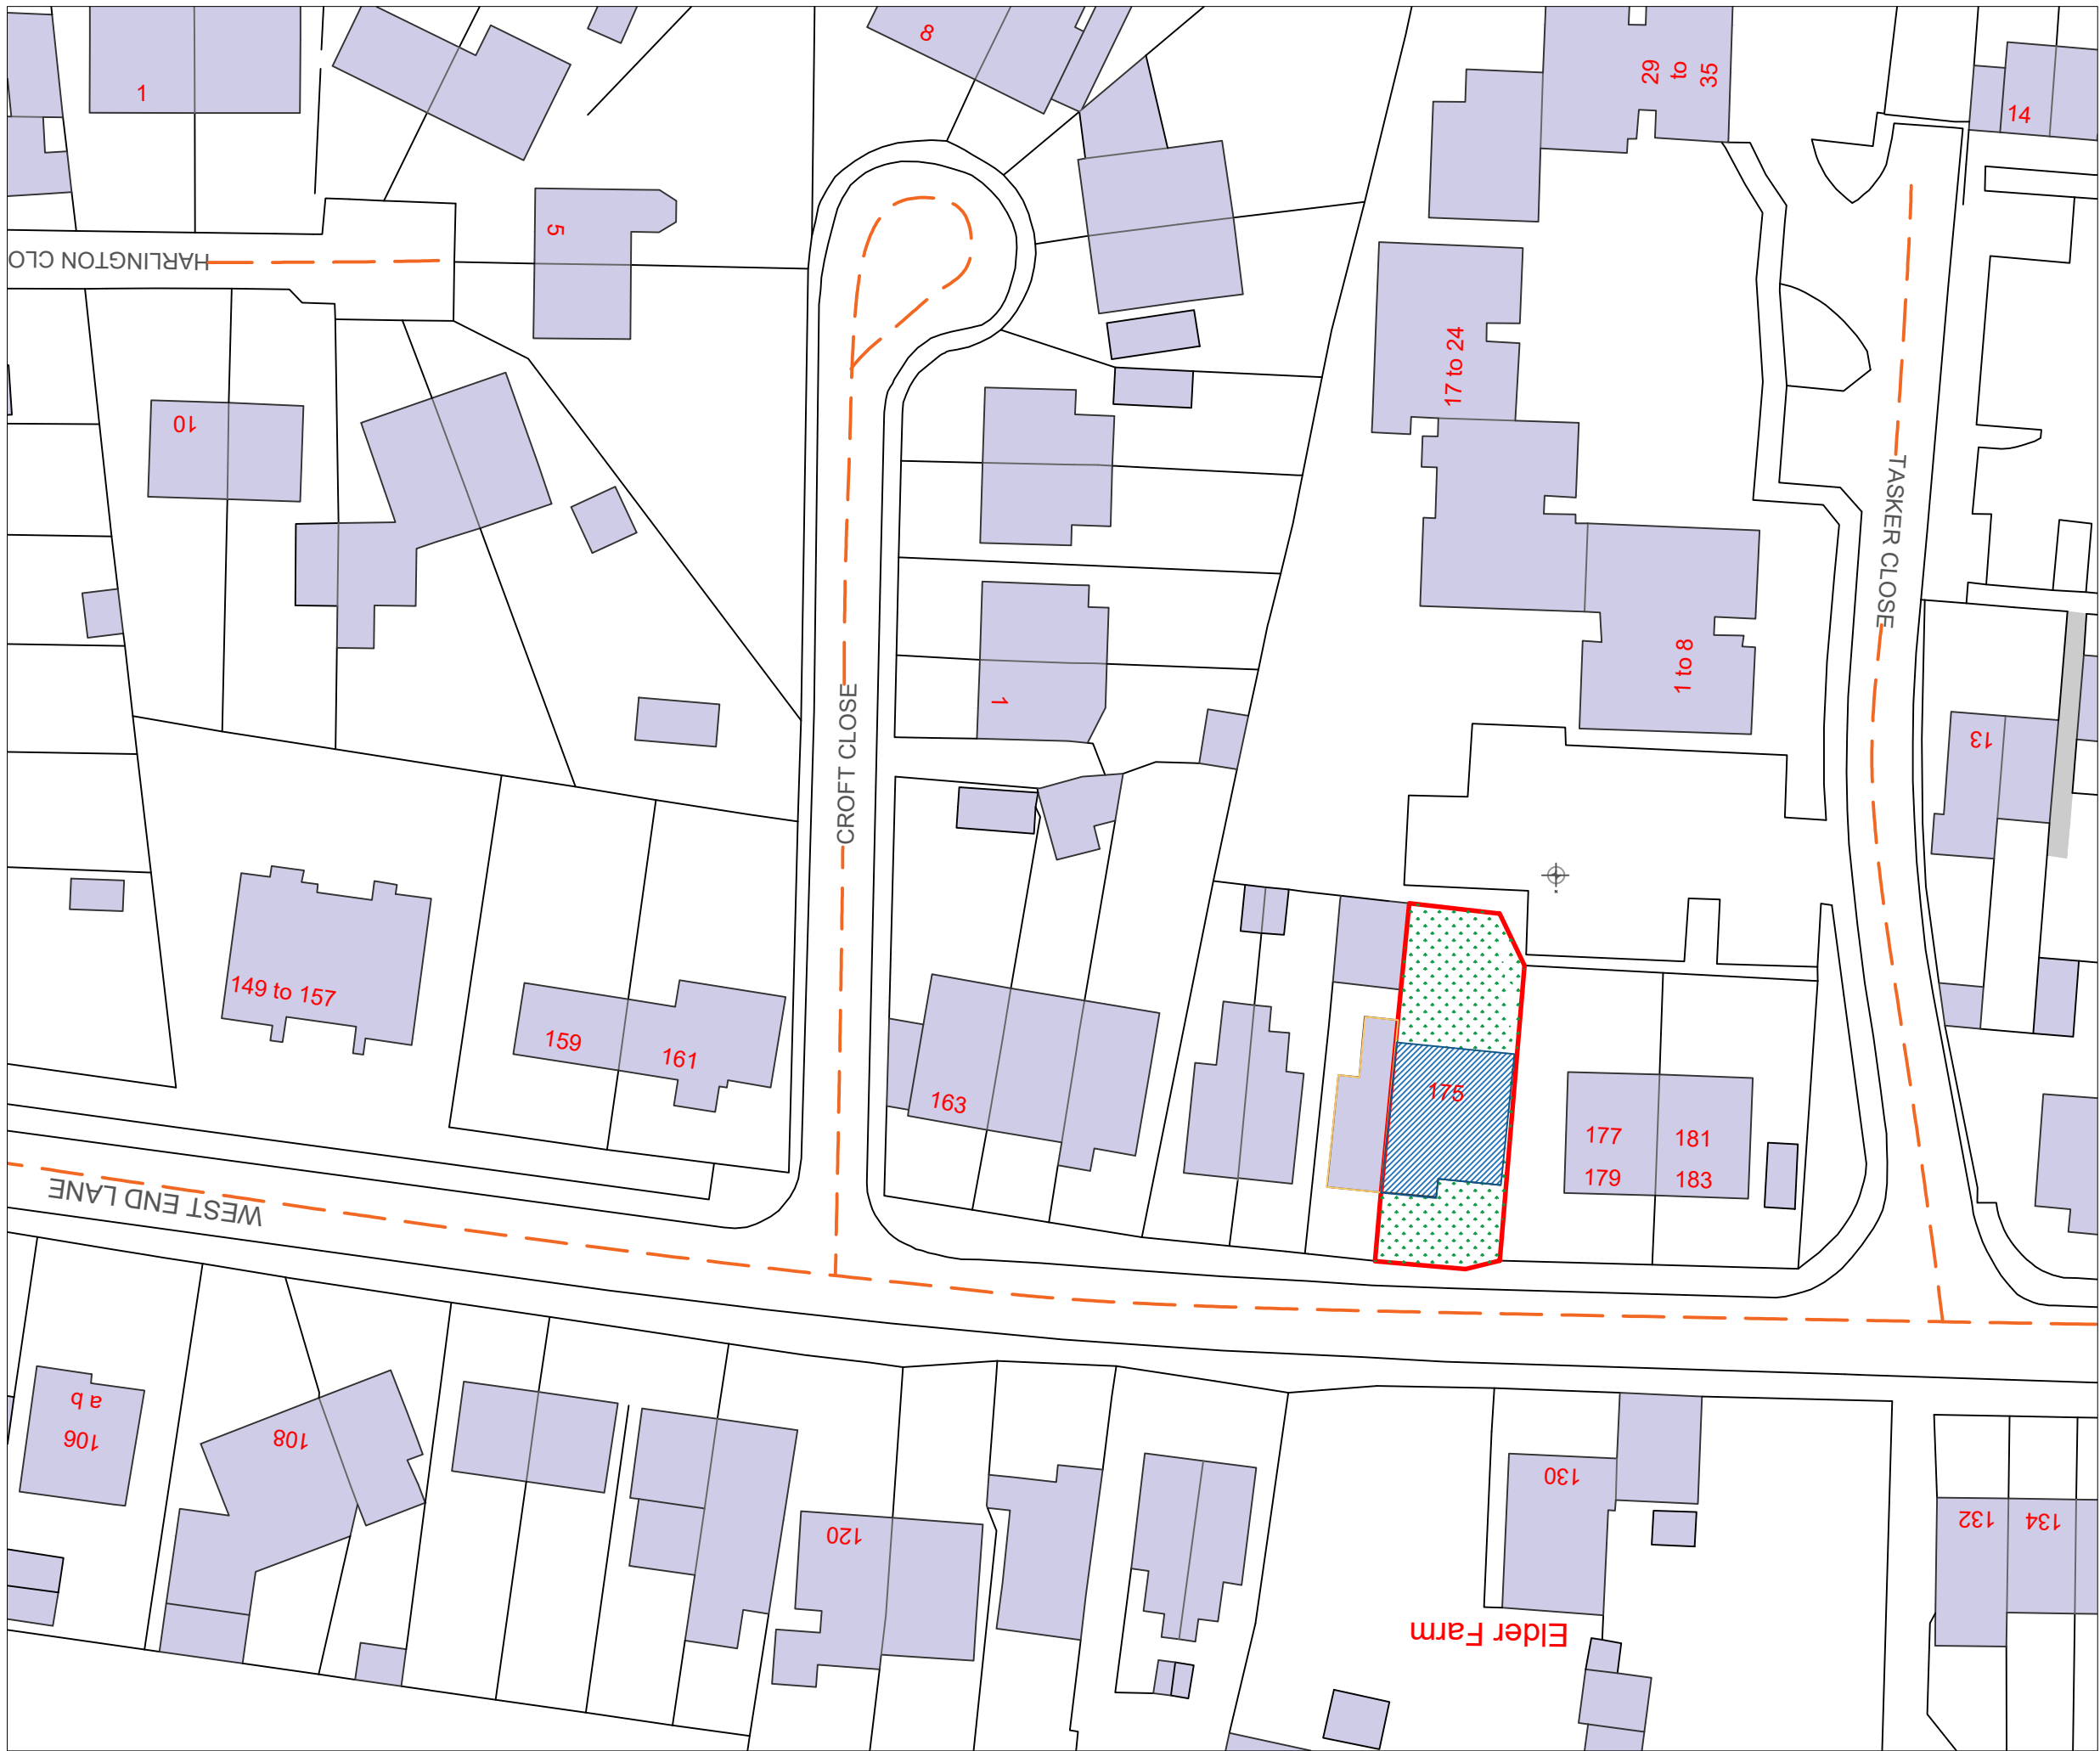 1
8
29
to
35
14
5
HARLINGTON CLO
17 to 24
10
TASKER CLOSE
1 to 8
1
CROFT CLOSE
13
149 to 157
159
161
163
175
177
181
179
183
WEST END LANE
a b
106
108
120
130
132
134
Elder Farm